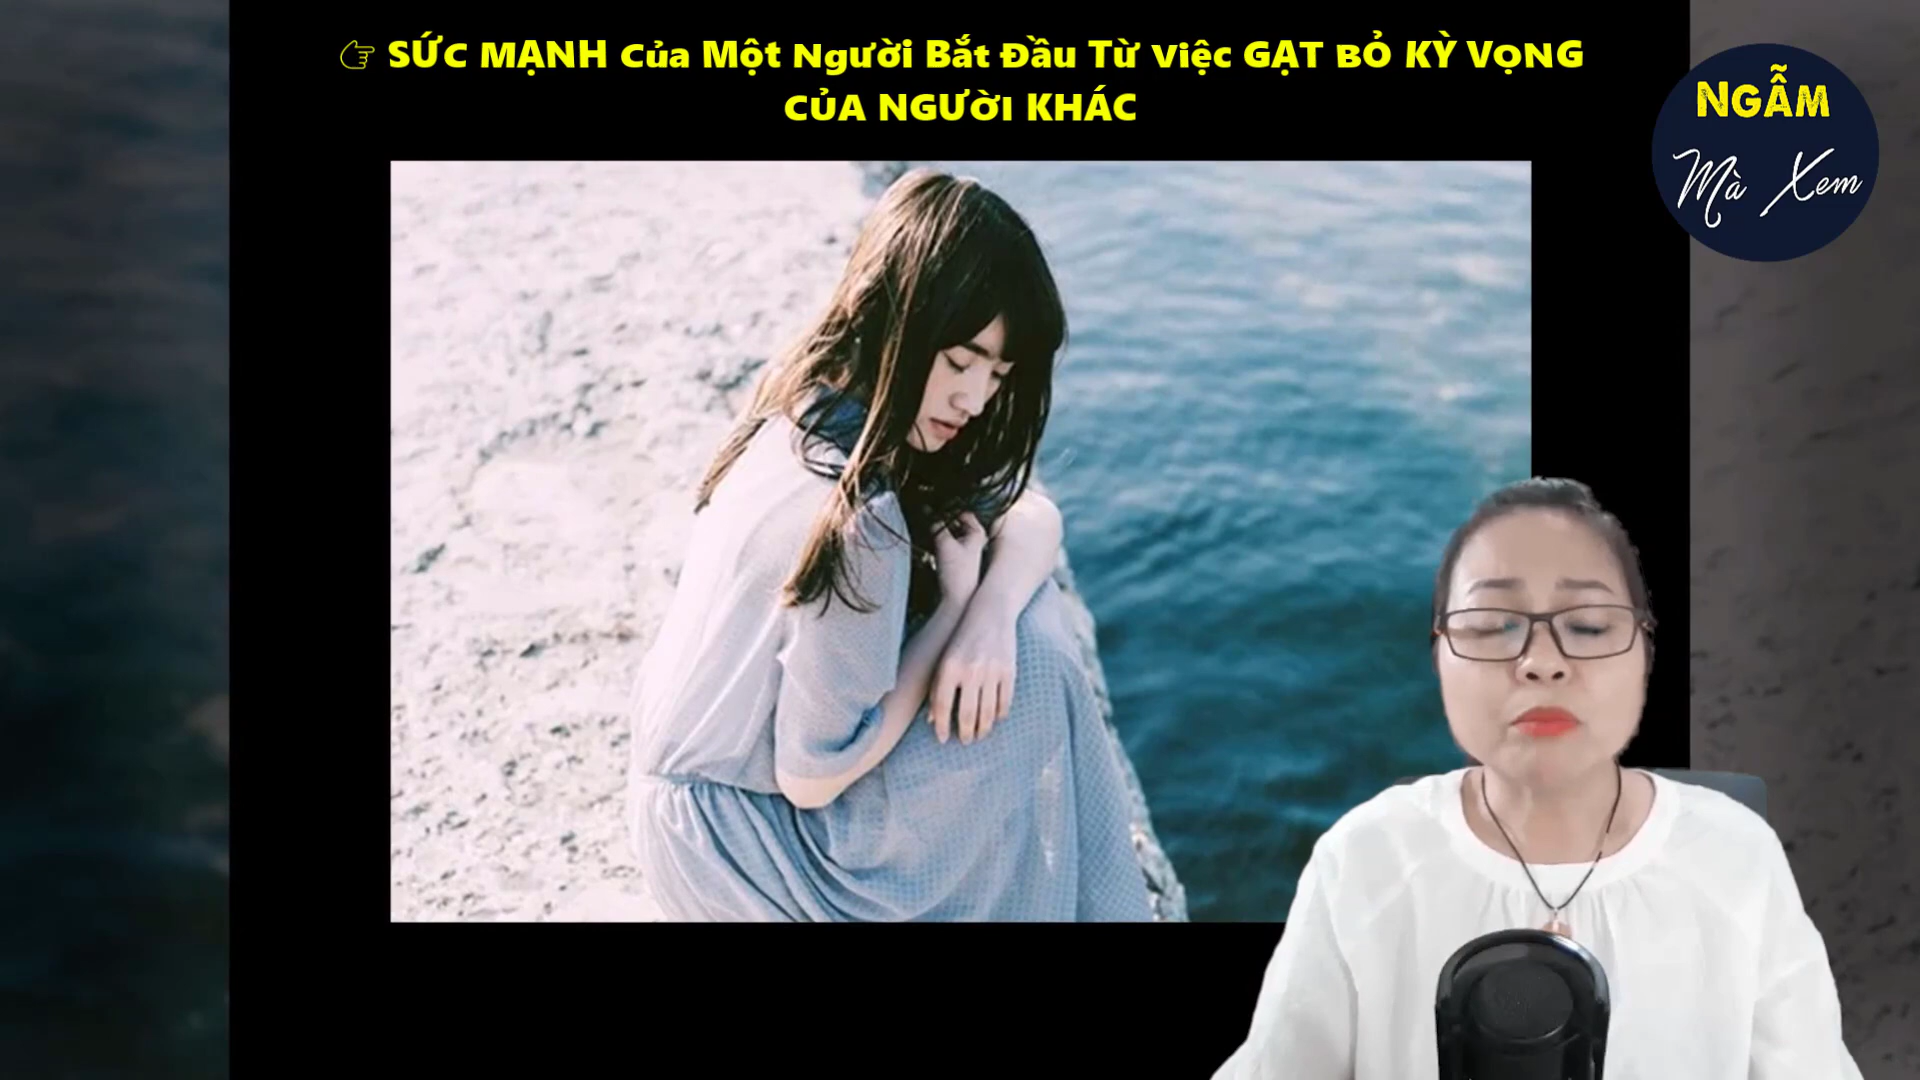 👉 SỨC MẠNH Của Một Người Bắt Đầu Từ Việc GẠT BỎ KỲ VỌNG
CỦA NGƯỜI KHÁC
NGẪM
Mà Xem